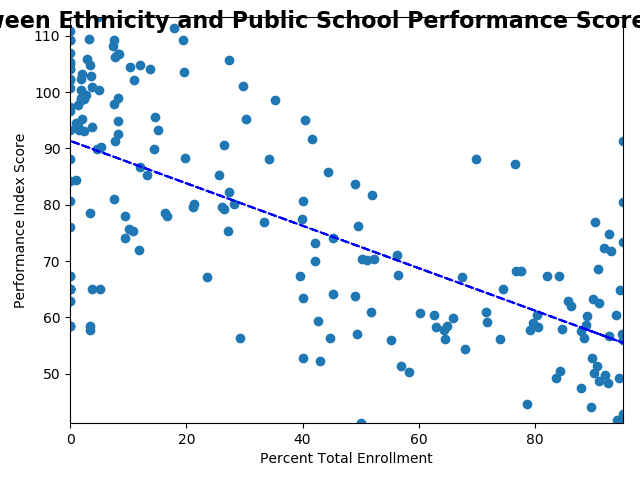 ween Ethnicity and Public School Performance Score
110
100
90
80
70
60
50
Performance Index Score
0 20 40 60 80
Percent Total Enrollment